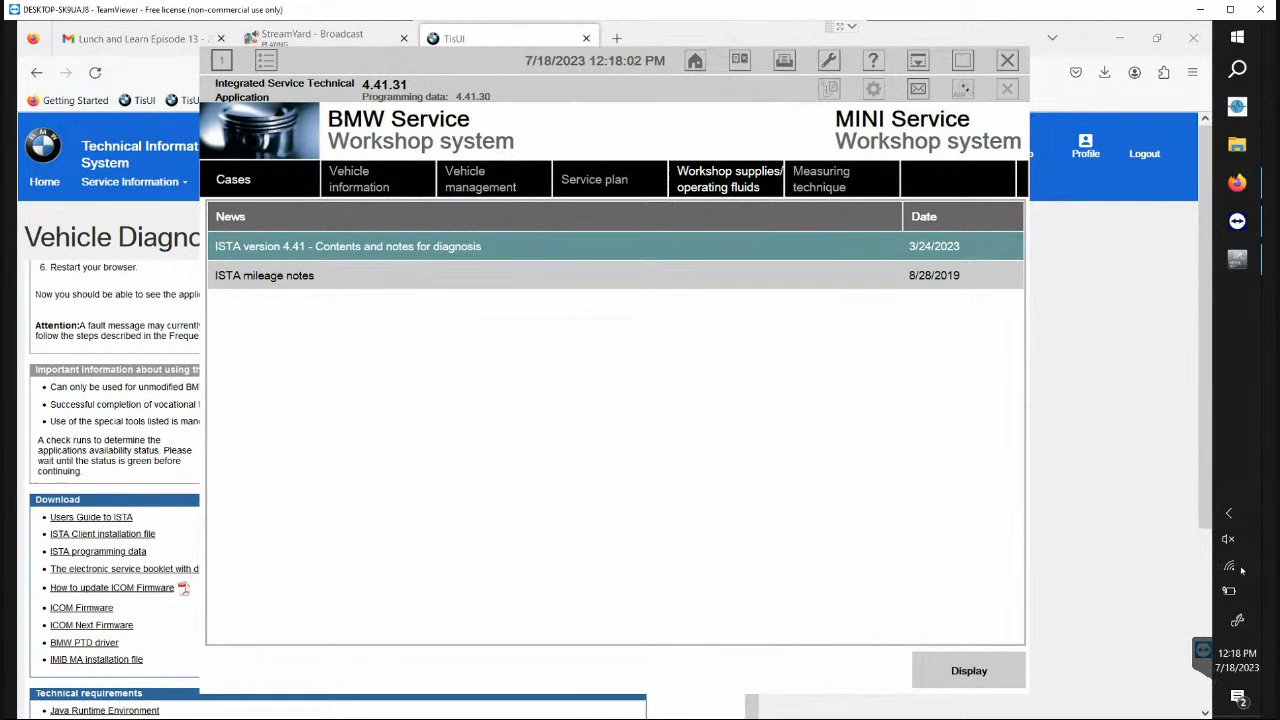 DESKTOP-SK9UAJ8 - TeamViewer - Free license (non-commercial use only)
Lunch and Learn Episode 13 -
StreamYard - Broadcast
PLAYING
TisUI
1
7/18/2023 12:18:02 PM
Integrated Service Technical
Application
4.41.31
Programming data: 4.41.30
Getting Started
TisUI
TisU
BMW Service
Workshop system
MINI Service
Workshop system
Technical Informat
System
Home
Service Information
Profile
Logout
Cases
Vehicle
information
Vehicle
management
Service plan
Workshop supplies/
operating fluids
Measuring
technique
News
Date
ISTA version 4.41 - Contents and notes for diagnosis
3/24/2023
ISTA mileage notes
8/28/2019
Vehicle Diagno
6. Restart your browser.
Now you should be able to see the appli
Attention:A fault message may currently
follow the steps described in the Freque
Important information about using th
Can only be used for unmodified BM
Successful completion of vocational
Use of the special tools listed is man
A check runs to determine the
applications availability status. Please
wait until the status is green before
continuing.
Download
Users Guide to ISTA
ISTA Client installation file
ISTA programming data
The electronic service booklet with d
How to update ICOM Firmware
ICOM Firmware
ICOM Next Firmware
BMW PTD driver
IMIB MA installation file
Technical requirements
Java Runtime Environment
Display
12:18 PM
7/18/2023
2